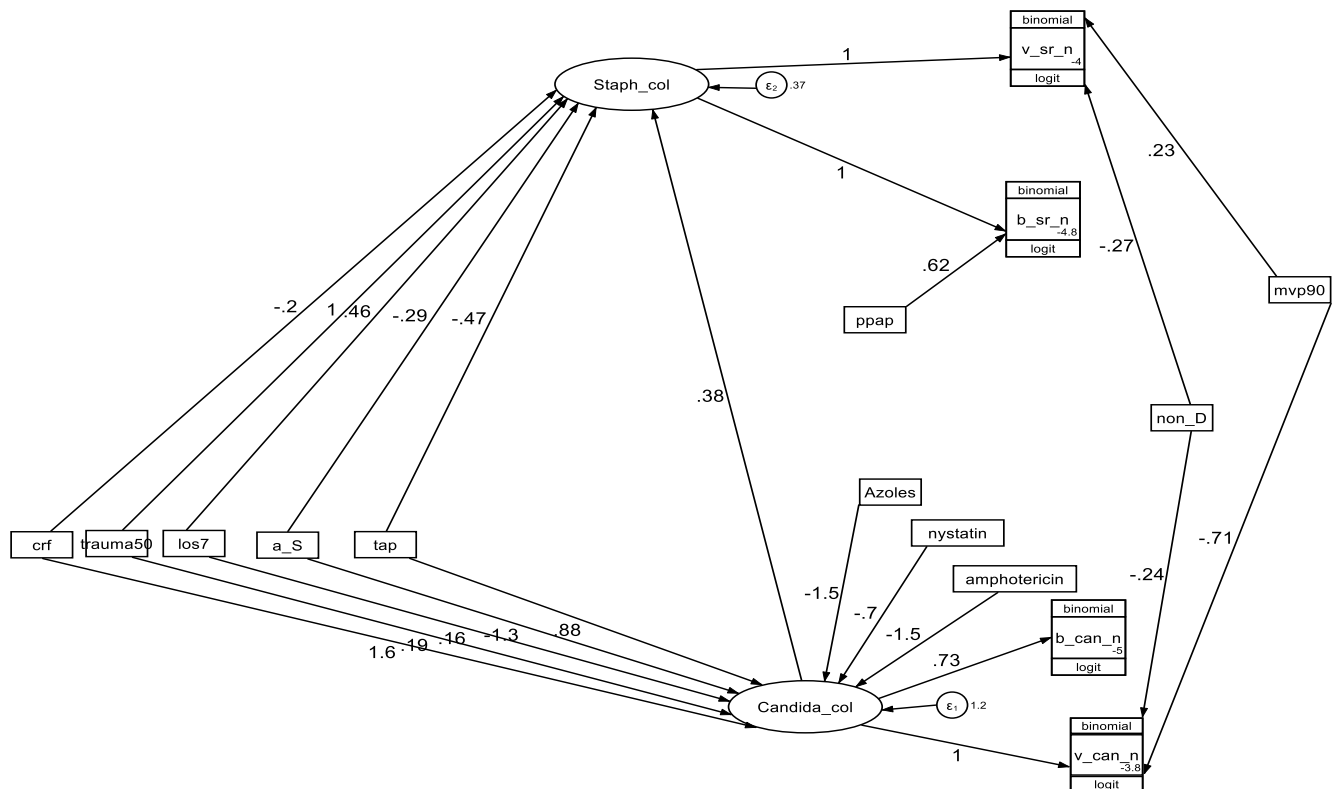 binomial
v_sr_n
-4
logit
1
Staph_col
ε₂ .37
.23
1
binomial
b_sr_n
-4.8
logit
-.27
.62
mvp90
ppap
-.2
1
.46
-.29
-.47
.38
non_D
Azoles
nystatin
crf
trauma50
los7
a_S
tap
-.71
-.24
amphotericin
-1.5
-.7
-1.5
binomial
b_can_n
-5
logit
1.6
.19
.16
-1.3
.88
.73
Candida_col
ε₁ 1.2
1
binomial
v_can_n
-3.8
logit